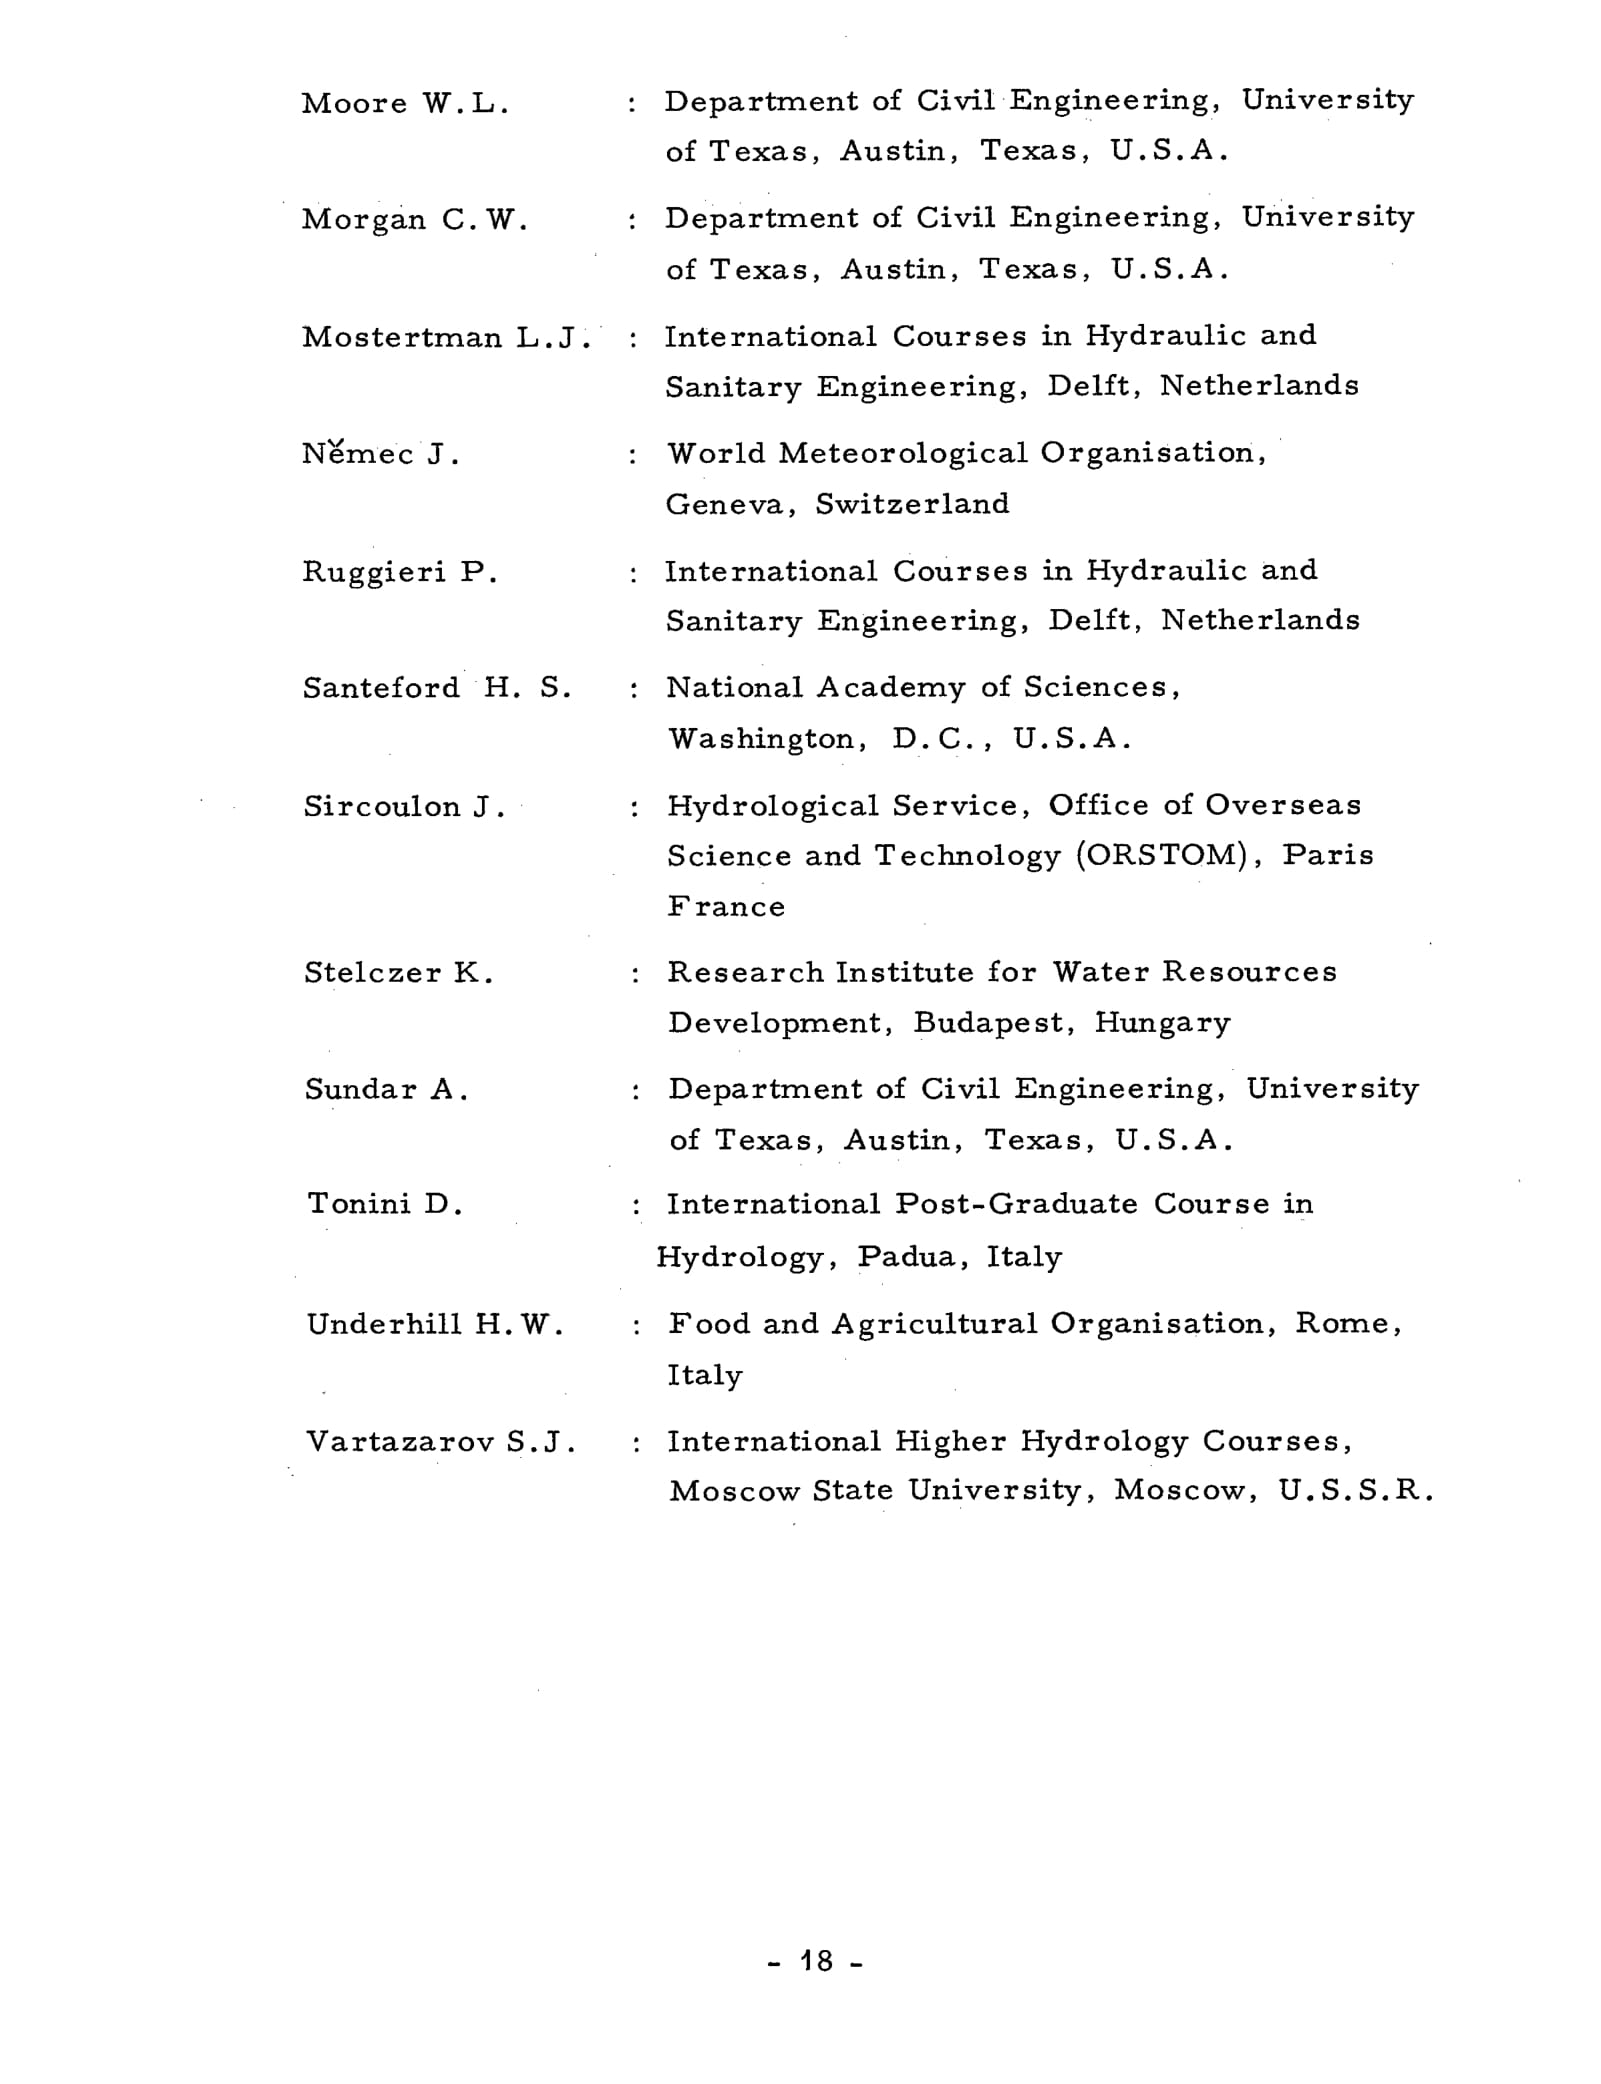 Moore W.L. : Department of Civil Engineering, University
of Texas, Austin, Texas, U.S.A.
Morgan C.W. : Department of Civil Engineering, University
of Texas, Austin, Texas, U.S.A.
Mostertman L.J. : International Courses in Hydraulic and
Sanitary Engineering, Delft, Netherlands
Němec J. : World Meteorological Organisation,
Geneva, Switzerland
Ruggieri P. : International Courses in Hydraulic and
Sanitary Engineering, Delft, Netherlands
Santeford H. S. : National Academy of Sciences,
Washington, D.C., U.S.A.
Sircoulon J. : Hydrological Service, Office of Overseas
Science and Technology (ORSTOM), Paris
France
Stelczer K. : Research Institute for Water Resources
Development, Budapest, Hungary
Sundar A. : Department of Civil Engineering, University
of Texas, Austin, Texas, U.S.A.
Tonini D. : International Post-Graduate Course in
Hydrology, Padua, Italy
Underhill H.W. : Food and Agricultural Organisation, Rome,
Italy
Vartazarov S.J. : International Higher Hydrology Courses,
Moscow State University, Moscow, U.S.S.R.
- 18 -